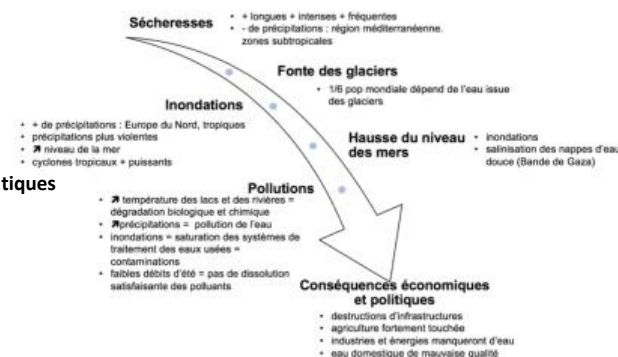 Sécheresses
• + longues + intenses + fréquentes
• - de précipitations : région méditerranéenne.
zones subtropicales
Fonte des glaciers
• 1/6 pop mondiale dépend de l'eau issue
des glaciers
Inondations
• + de précipitations : Europe du Nord, tropiques
• précipitations plus violentes
• ↗ niveau de la mer
• cyclones tropicaux + puissants
Hausse du niveau
des mers
• inondations
• salinisation des nappes d'eau
douce (Bande de Gaza)
tiques
Pollutions
• ↗ température des lacs et des rivières =
dégradation biologique et chimique
• ↗précipitations = pollution de l'eau
• inondations = saturation des systèmes de
traitement des eaux usées =
contaminations
• faibles débits d'été = pas de dissolution
satisfaisante des polluants
Conséquences économiques
et politiques
• destructions d'infrastructures
• agriculture fortement touchée
• industries et énergies manqueront d'eau
• eau domestique de mauvaise qualité